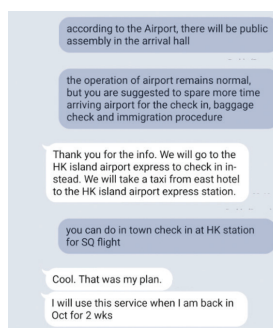 according to the Airport, there will be public
assembly in the arrival hall
the operation of airport remains normal,
but you are suggested to spare more time
arriving airport for the check in, baggage
check and immigration procedure
Thank you for the info. We will go to the
HK island airport express to check in in-
stead. We will take a taxi from east hotel
to the HK island airport express station.
you can do in town check in at HK station
for SQ flight
Cool. That was my plan.
I will use this service when I am back in
Oct for 2 wks